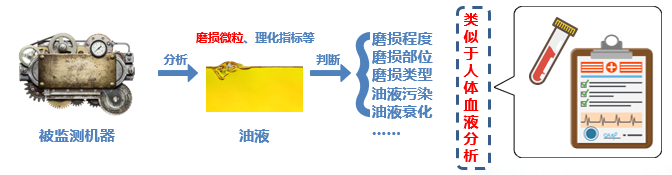 磨损微粒、理化指标等
分析
判断
被监测机器
油液
磨损程度
磨损部位
磨损类型
油液污染
油液衰化
……
类似于人体血液分析